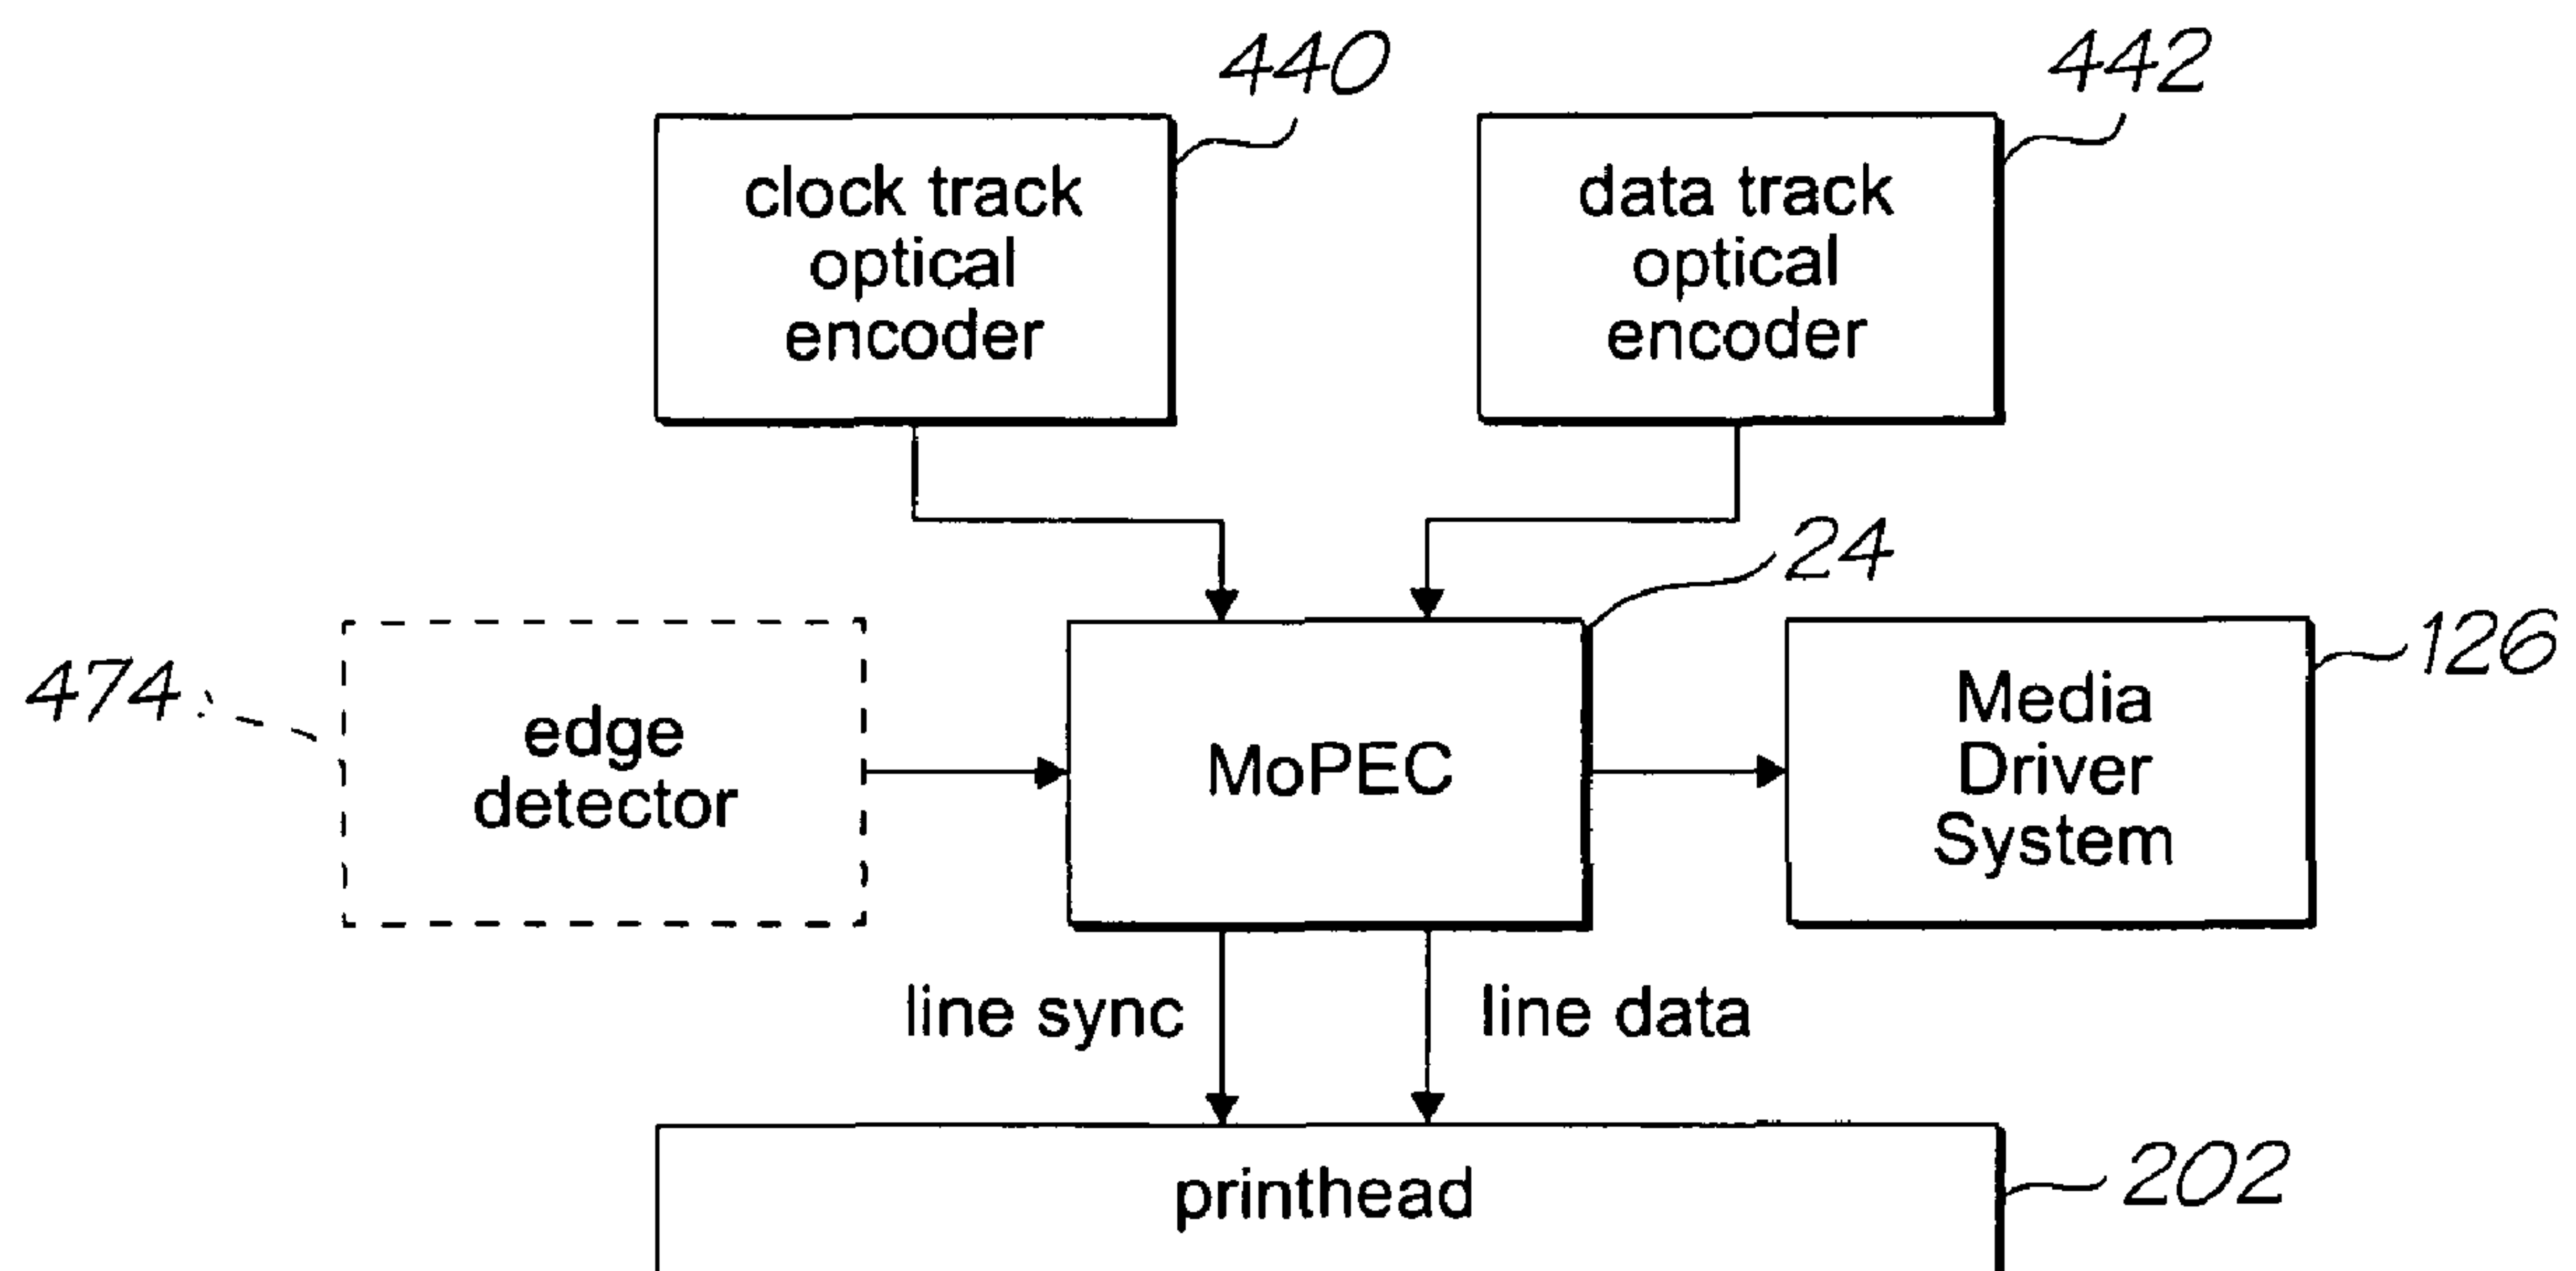 440
442
clock track
optical
encoder
data track
optical
encoder
24
474
edge
detector
MoPEC
Media
Driver
System
126
line sync
line data
printhead
202